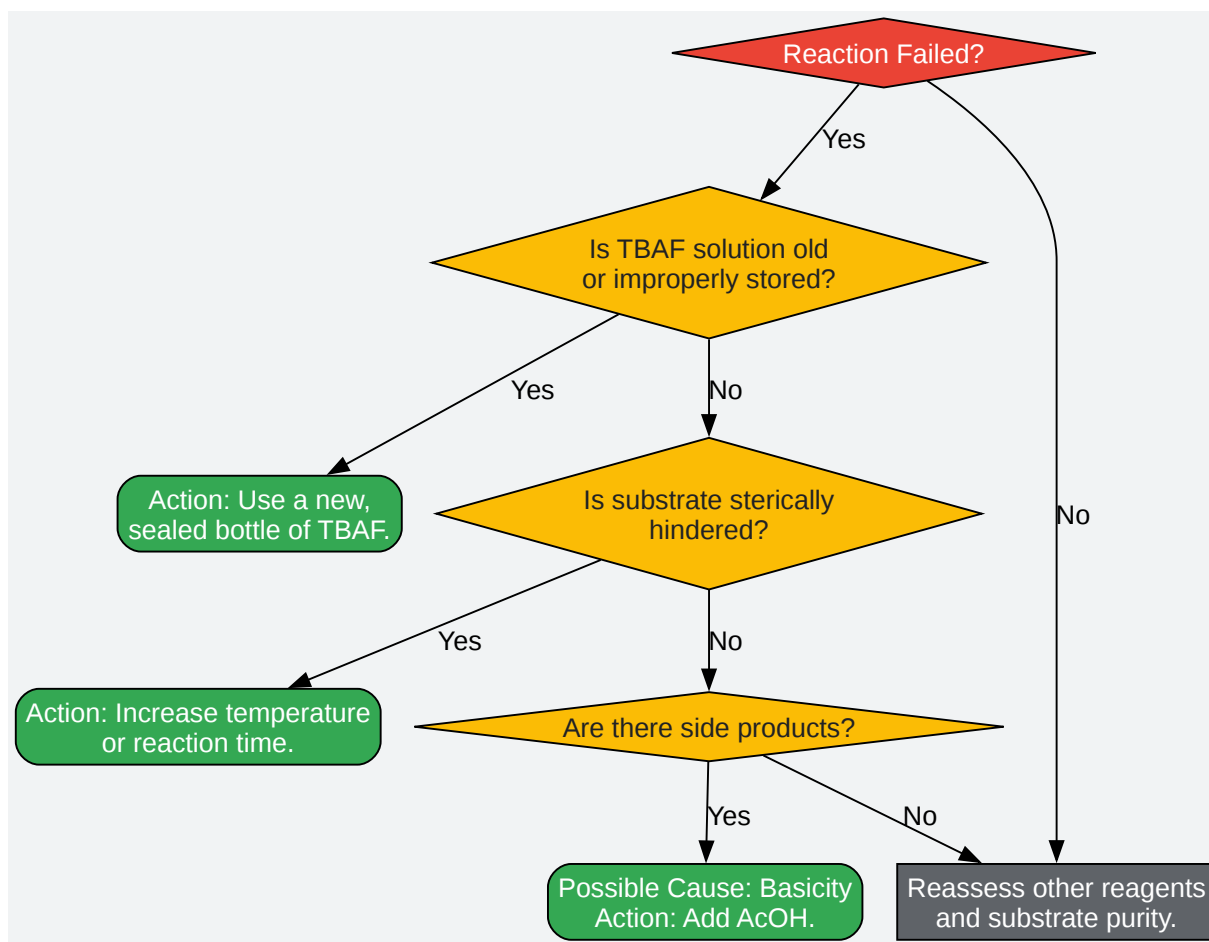 Reaction Failed?
Yes
Is TBAF solution old
or improperly stored?
Yes
No
Action: Use a new,
sealed bottle of TBAF.
Is substrate sterically
hindered?
No
Yes
No
Action: Increase temperature
or reaction time.
Are there side products?
Yes
No
Possible Cause: Basicity
Action: Add AcOH.
Reassess other reagents
and substrate purity.